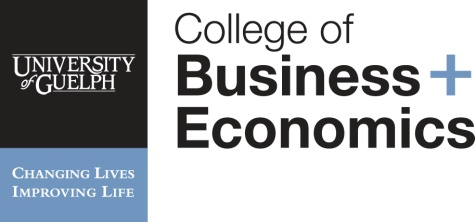 UNIVERSITY
of GUELPH
CHANGING LIVES
IMPROVING LIFE
College of
Business+
Economics